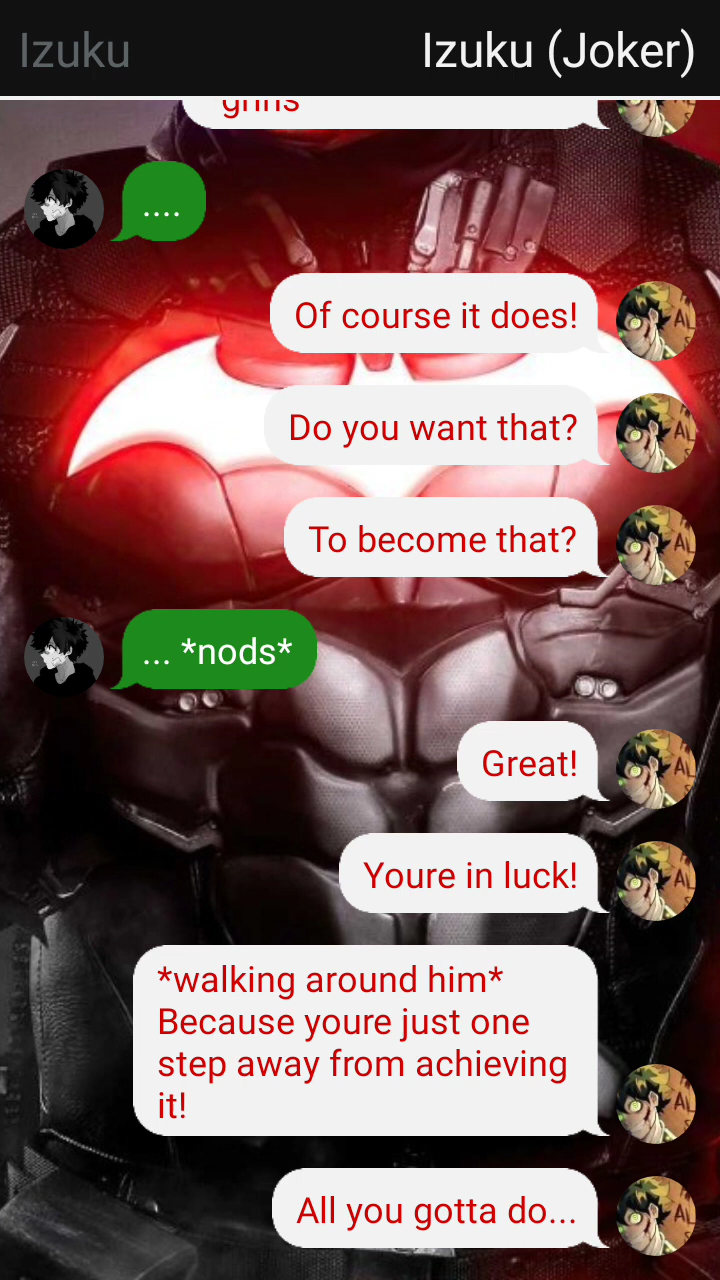 Izuku
Izuku (Joker)
grins
....
Of course it does!
Do you want that?
To become that?
... *nods*
Great!
Youre in luck!
*walking around him*
Because youre just one
step away from achieving
it!
All you gotta do...